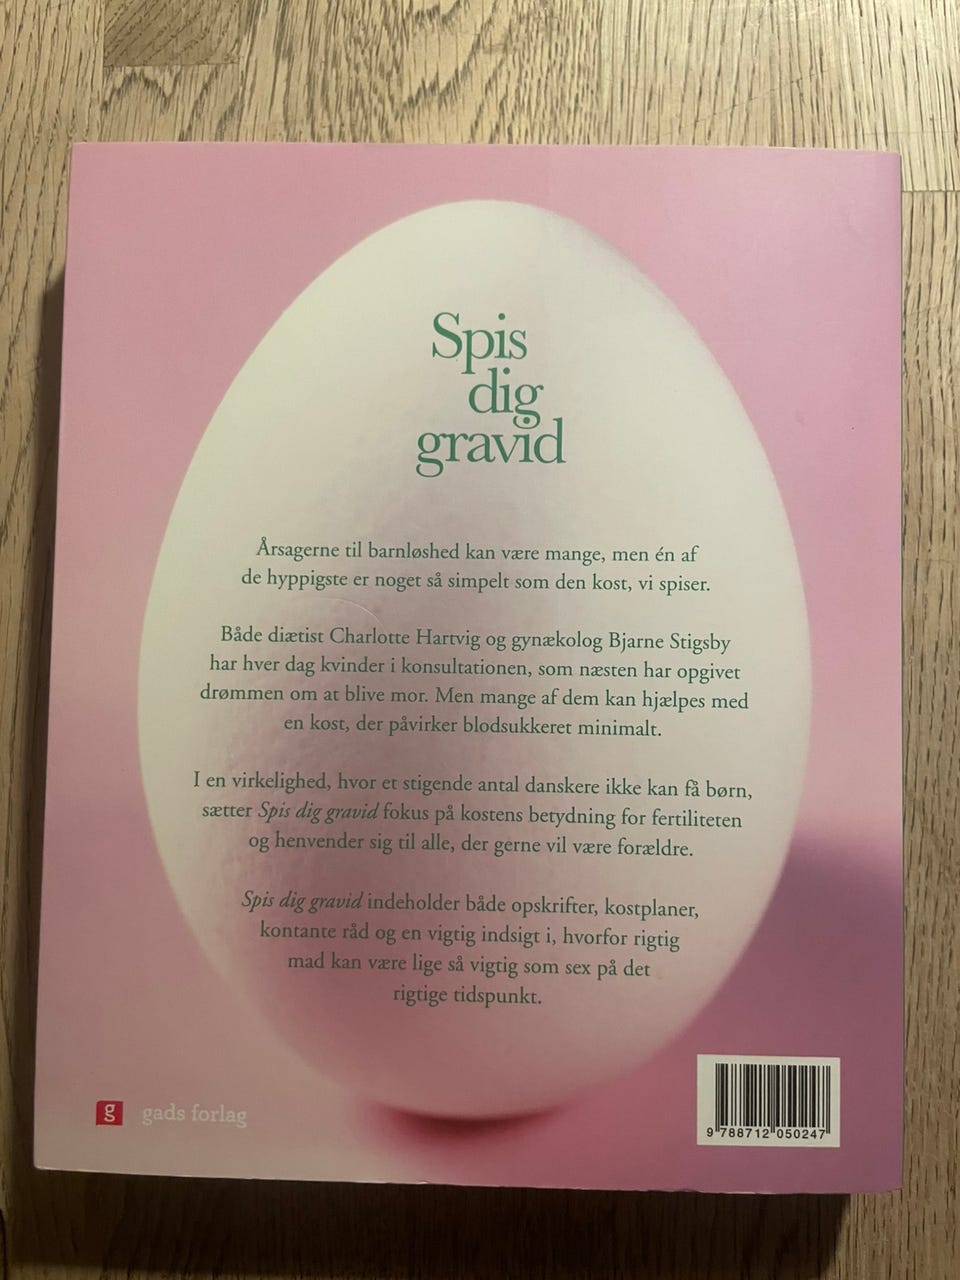 Spis
dig
gravid
Årsagerne til barnløshed kan være mange, men én af
de hyppigste er noget så simpelt som den kost, vi spiser.
Både diætist Charlotte Hartvig og gynækolog Bjarne Stigsby
har hver dag kvinder i konsultationen, som næsten har opgivet
drømmen om at blive mor. Men mange af dem kan hjælpes med
en kost, der påvirker blodsukkeret minimalt.
I en virkelighed, hvor et stigende antal danskere ikke kan få børn,
sætter Spis dig gravid fokus på kostens betydning for fertiliteten
og henvender sig til alle, der gerne vil være forældre.
Spis dig gravid indeholder både opskrifter, kostplaner,
kontante råd og en vigtig indsigt i, hvorfor rigtig
mad kan være lige så vigtig som sex på det
rigtige tidspunkt.
g gads forlag
9 788712 050247